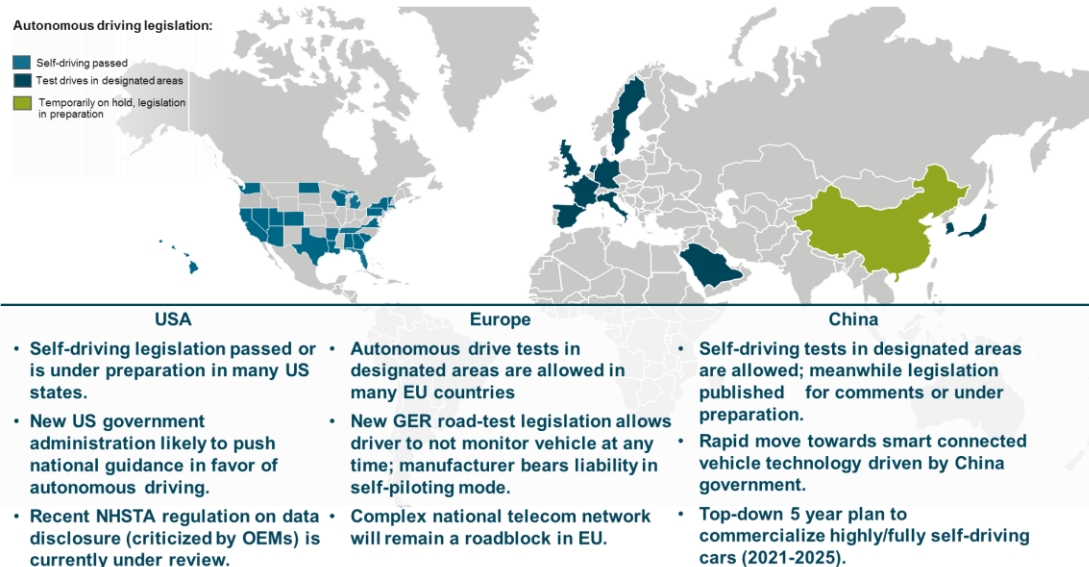 Autonomous driving legislation:
Self-driving passed
Test drives in designated areas
Temporarily on hold, legislation
in preparation
USA
• Self-driving legislation passed or
is under preparation in many US
states.
• New US government
administration likely to push
national guidance in favor of
autonomous driving.
• Recent NHSTA regulation on data
disclosure (criticized by OEMs) is
currently under review.
Europe
• Autonomous drive tests in
designated areas are allowed in
many EU countries
• New GER road-test legislation allows
driver to not monitor vehicle at any
time; manufacturer bears liability in
self-piloting mode.
• Complex national telecom network
will remain a roadblock in EU.
China
• Self-driving tests in designated areas
are allowed; meanwhile legislation
published for comments or under
preparation.
• Rapid move towards smart connected
vehicle technology driven by China
government.
• Top-down 5 year plan to
commercialize highly/fully self-driving
cars (2021-2025).